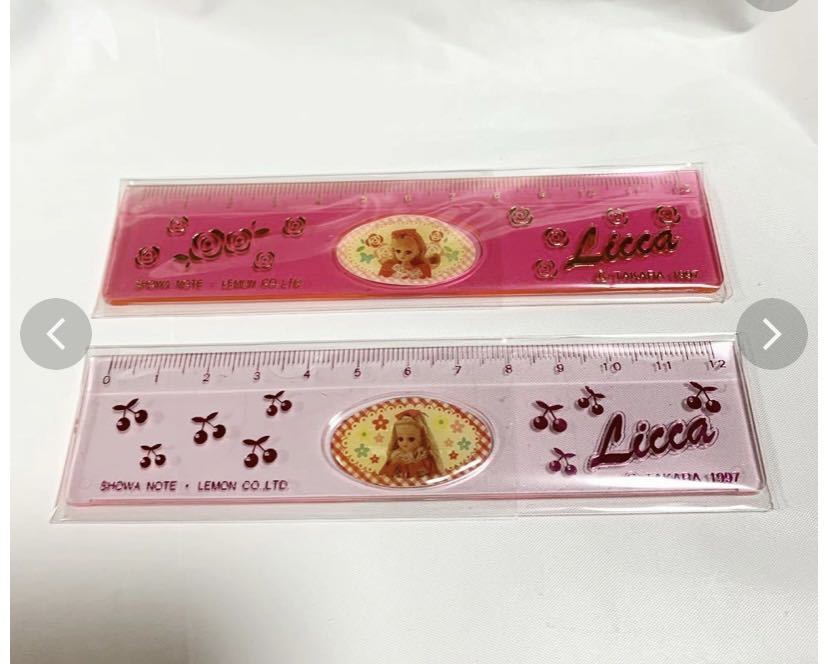 Licca
SHOWA NOTE · LEMON CO.,LTD.
© TAKARA 1997
0 1 2 3 4 5 6 7 8 9 10 11 12
Licca
SHOWA NOTE · LEMON CO.,LTD.
© TAKARA 1997